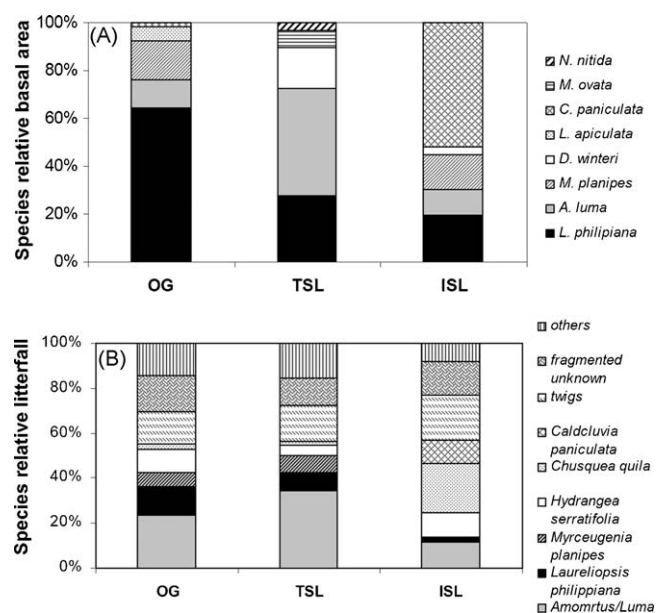 (A)
Species relative basal area
100%
80%
60%
40%
20%
0%
OG
TSL
ISL
N. nitida
M. ovata
C. paniculata
L. apiculata
D. winteri
M. planipes
A. luma
L. philipiana
(B)
Species relative litterfall
100%
80%
60%
40%
20%
0%
OG
TSL
ISL
others
fragmented
unknown
twigs
Caldcluvia
paniculata
Chusquea quila
Hydrangea
serratifolia
Myrceugenia
planipes
Laureliopsis
philippiana
Amomrtus/Luma